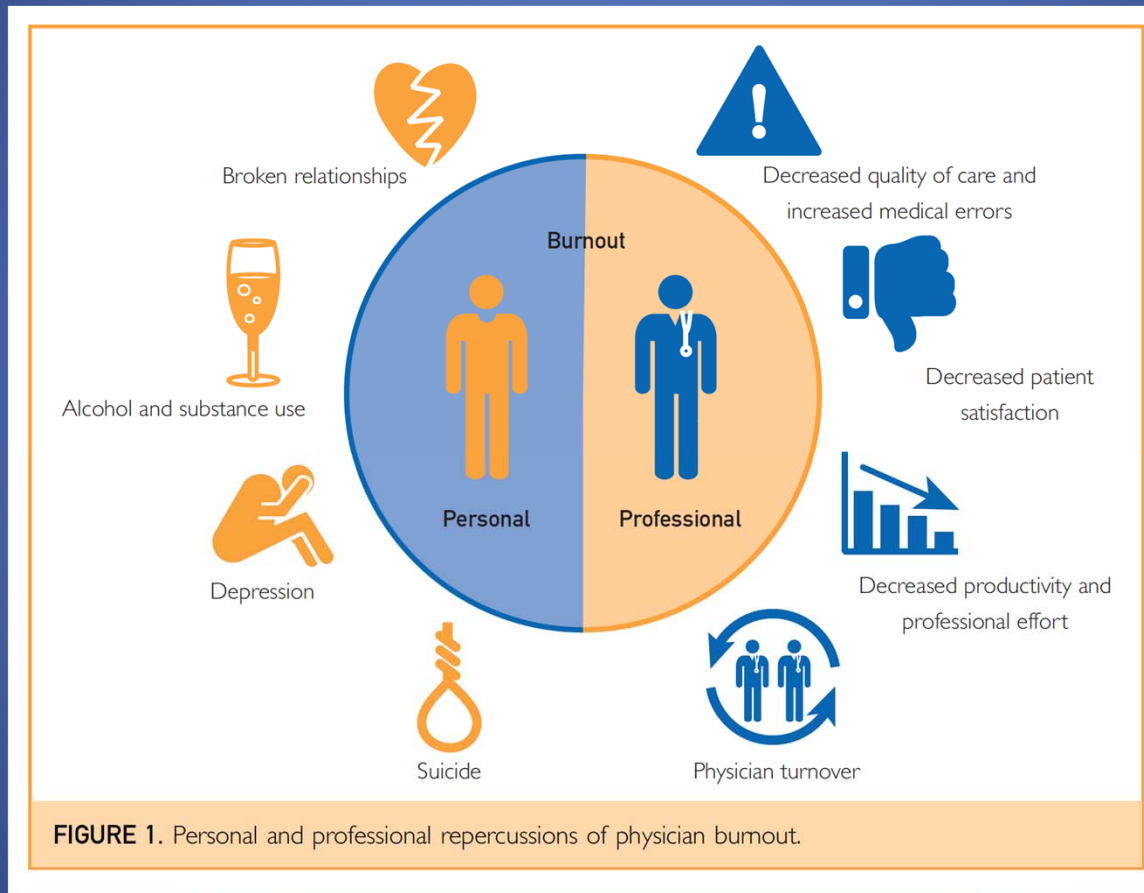 Broken relationships
Decreased quality of care and
increased medical errors
Burnout
Alcohol and substance use
Decreased patient
satisfaction
Personal
Professional
Depression
Decreased productivity and
professional effort
Suicide
Physician turnover
FIGURE 1. Personal and professional repercussions of physician burnout.